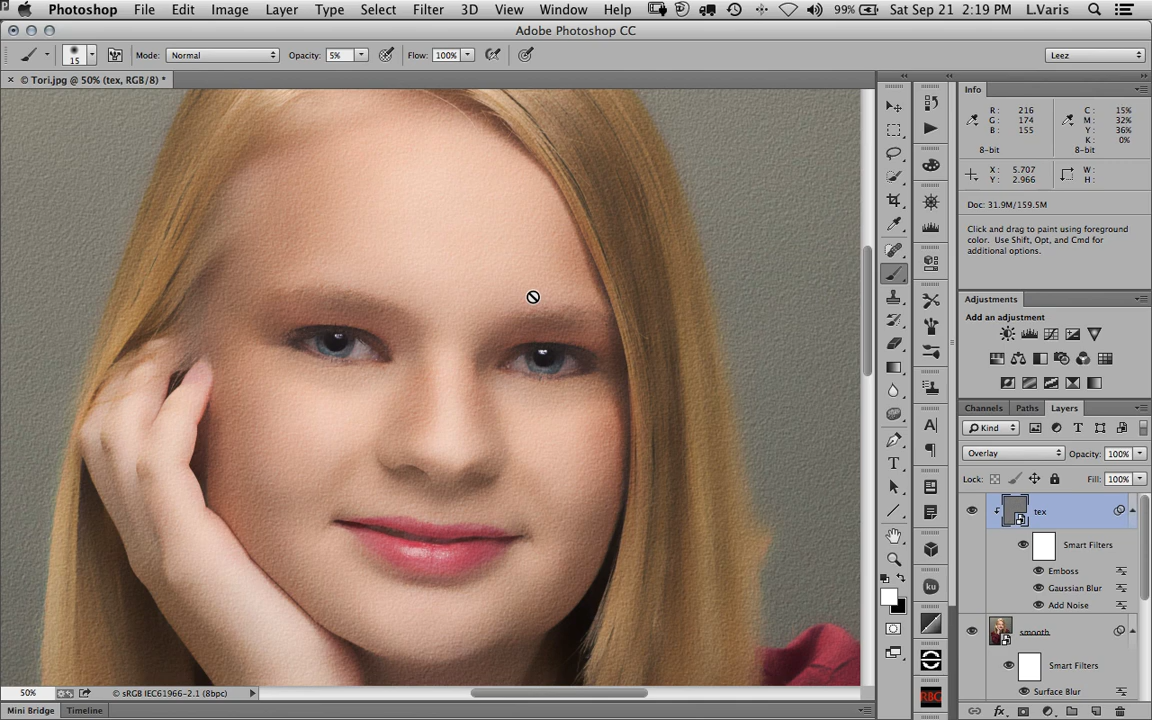 Photoshop File Edit Image Layer Type Select Filter 3D View Window Help 99% Sat Sep 21 2:19 PM L.Varis
Adobe Photoshop CC
15 Mode: Normal Opacity: 5% Flow: 100% Leez
× © Tori.jpg @ 50% (tex, RGB/8) *
Info
R: 216 C: 15%
G: 174 M: 32%
B: 155 Y: 36%
K: 0%
8-bit 8-bit
X: 5.707 W:
Y: 2.966 H:
Doc: 31.9M/159.5M
Click and drag to paint using foreground
color. Use Shift, Opt, and Cmd for
additional options.
Adjustments
Add an adjustment
Channels Paths Layers
Kind
Overlay Opacity: 100%
Lock: Fill: 100%
tex
Smart Filters
Emboss
Gaussian Blur
Add Noise
smooth
Smart Filters
Surface Blur
ku
RBG
50% © sRGB IEC61966-2.1 (8bpc)
Mini Bridge Timeline
fx